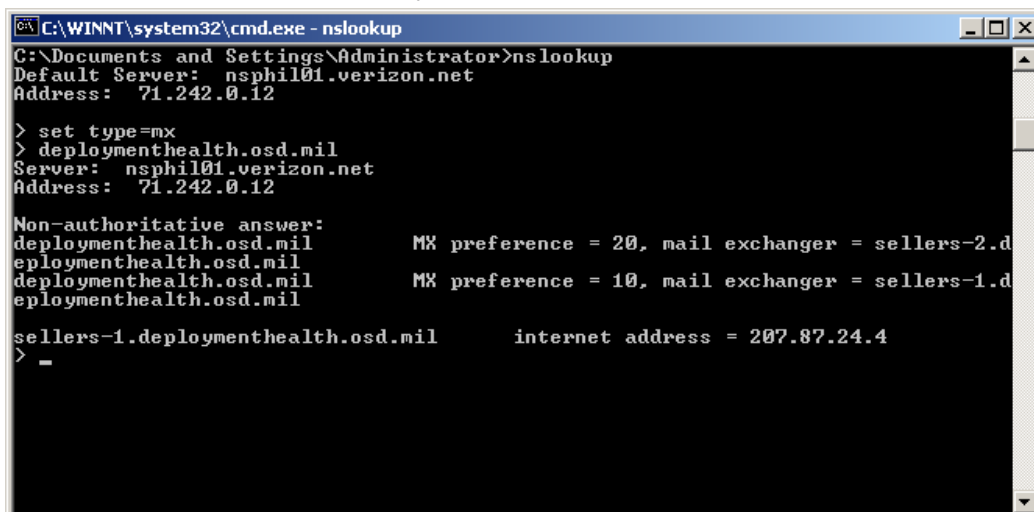 C:\WINNT\system32\cmd.exe - nslookup
C:\Documents and Settings\Administrator>nslookup
Default Server:  nsphil01.verizon.net
Address:  71.242.0.12
> set type=mx
> deploymenthealth.osd.mil
Server:  nsphil01.verizon.net
Address:  71.242.0.12
Non-authoritative answer:
deploymenthealth.osd.mil        MX preference = 20, mail exchanger = sellers-2.d
eploymenthealth.osd.mil
deploymenthealth.osd.mil        MX preference = 10, mail exchanger = sellers-1.d
eploymenthealth.osd.mil
sellers-1.deploymenthealth.osd.mil      internet address = 207.87.24.4
> _